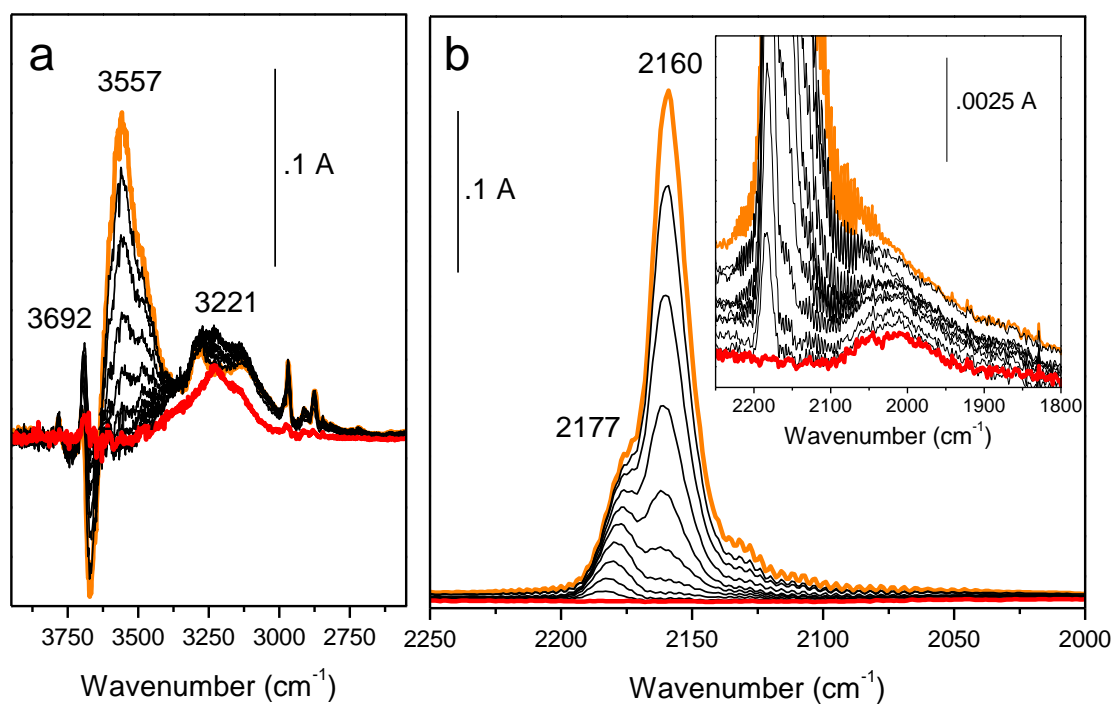 a
3557
3692
3221
.1 A
3750 3500 3250 3000 2750
Wavenumber (cm⁻¹)
b
2160
2177
.1 A
2250 2200 2150 2100 2050 2000
Wavenumber (cm⁻¹)
.0025 A
2200 2100 2000 1900 1800
Wavenumber (cm⁻¹)